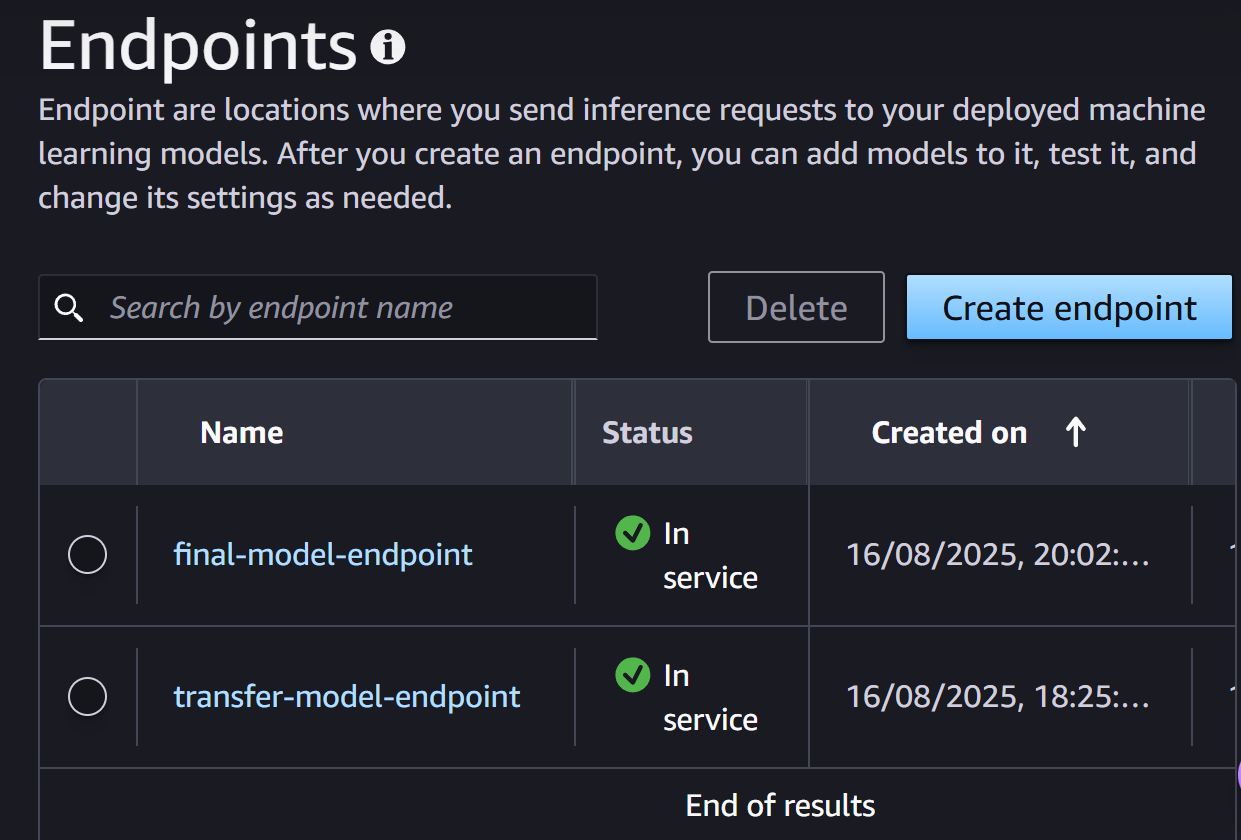 Endpoints
Endpoint are locations where you send inference requests to your deployed machine
learning models. After you create an endpoint, you can add models to it, test it, and
change its settings as needed.
Search by endpoint name
Delete
Create endpoint
Name
Status
Created on
final-model-endpoint
In
service
16/08/2025, 20:02:...
transfer-model-endpoint
In
service
16/08/2025, 18:25:...
End of results